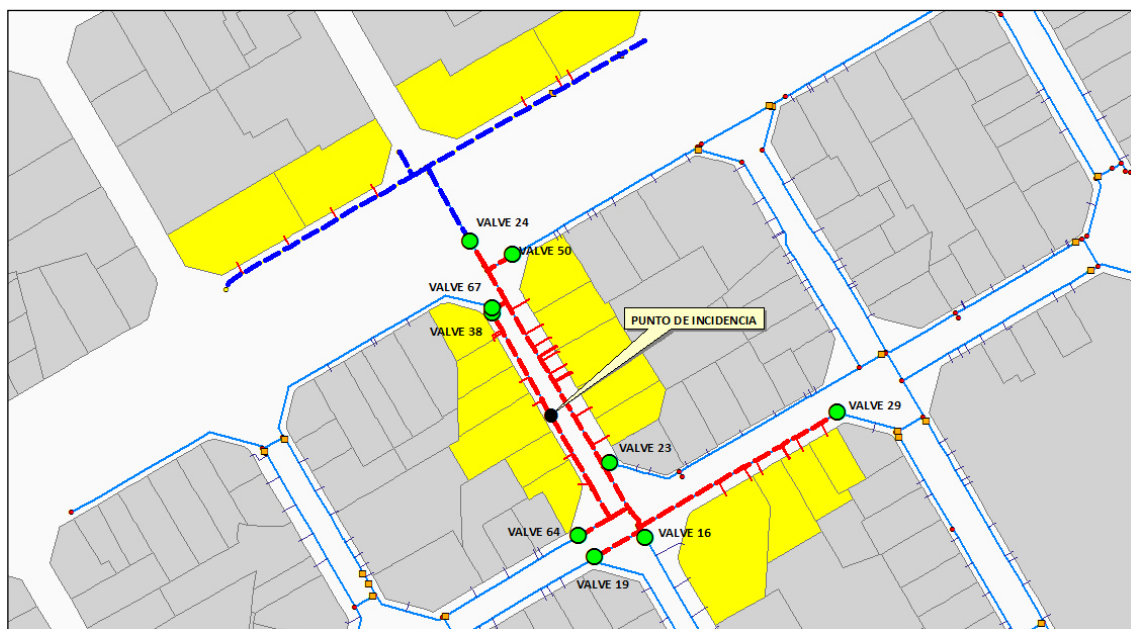 VALVE 24
VALVE 50
VALVE 67
VALVE 38
PUNTO DE INCIDENCIA
VALVE 29
VALVE 23
VALVE 64
VALVE 16
VALVE 19